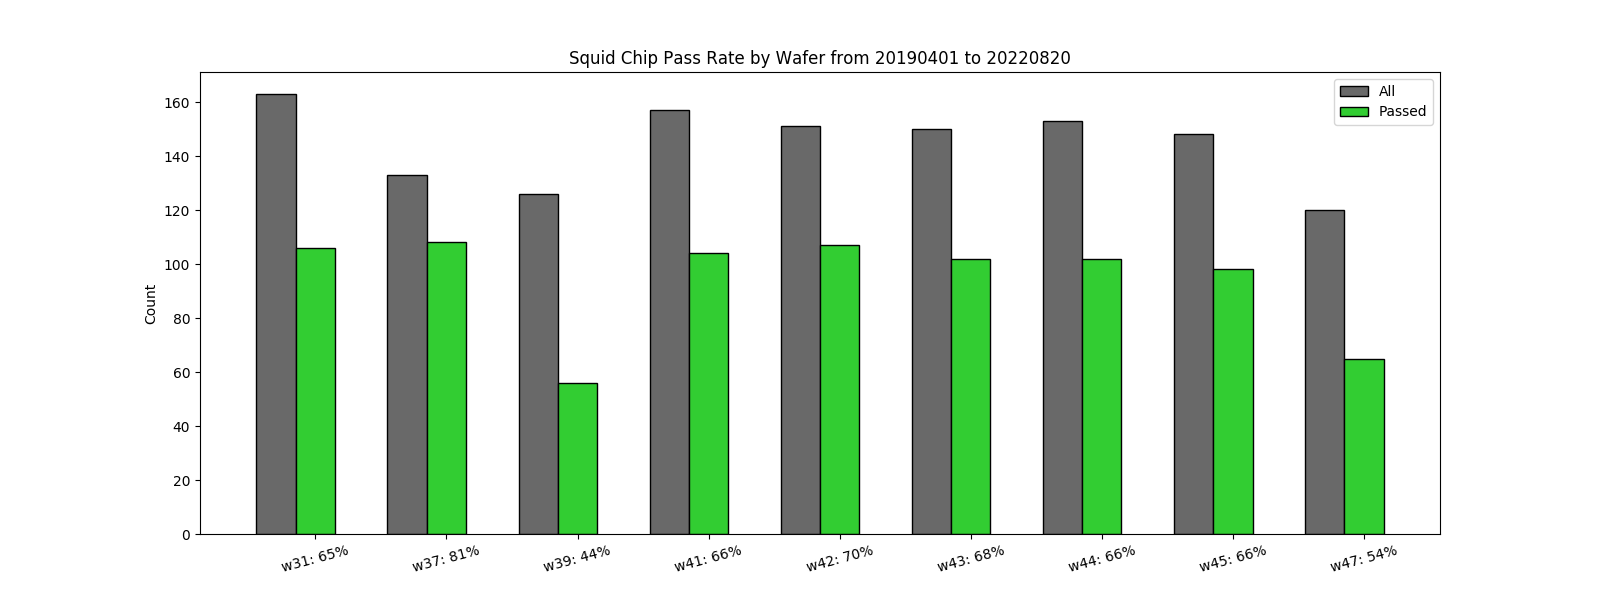 Squid Chip Pass Rate by Wafer from 20190401 to 20220820
All
Passed
Count
160
140
120
100
80
60
40
20
0
w31: 65%
w37: 81%
w39: 44%
w41: 66%
w42: 70%
w43: 68%
w44: 66%
w45: 66%
w47: 54%